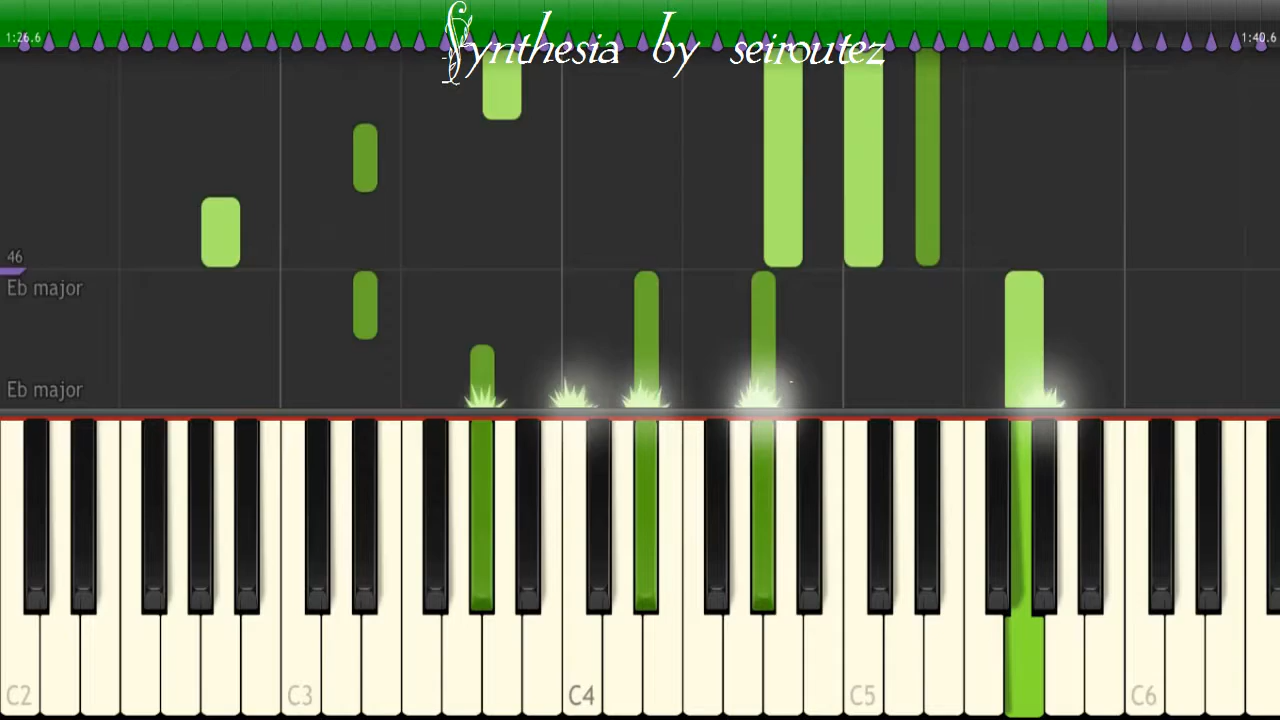 Synthesia by seiroutez
1:26.6
1:40.6
46
Eb major
Eb major
C2
C3
C4
C5
C6